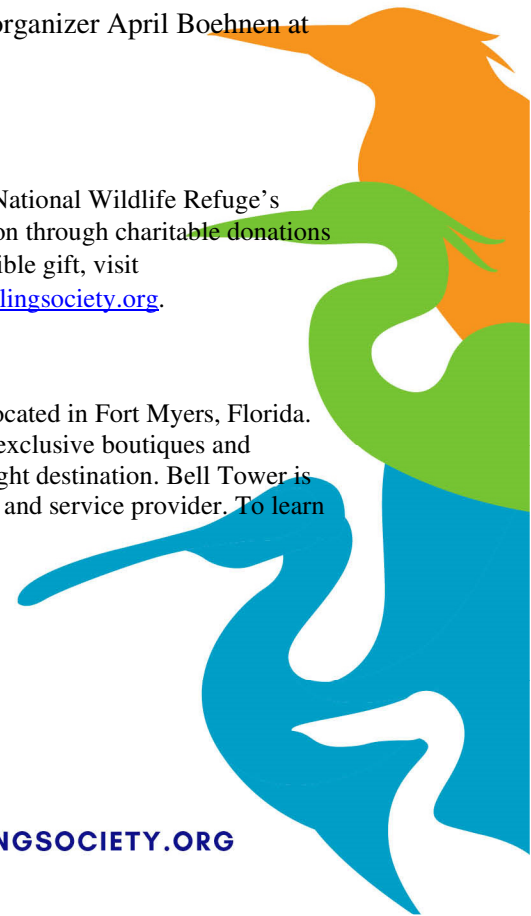 organizer April Boehnen at
National Wildlife Refuge's
on through charitable donations
ible gift, visit
lingsociety.org.
ocated in Fort Myers, Florida.
exclusive boutiques and
ght destination. Bell Tower is
and service provider. To learn
NGSOCIETY.ORG